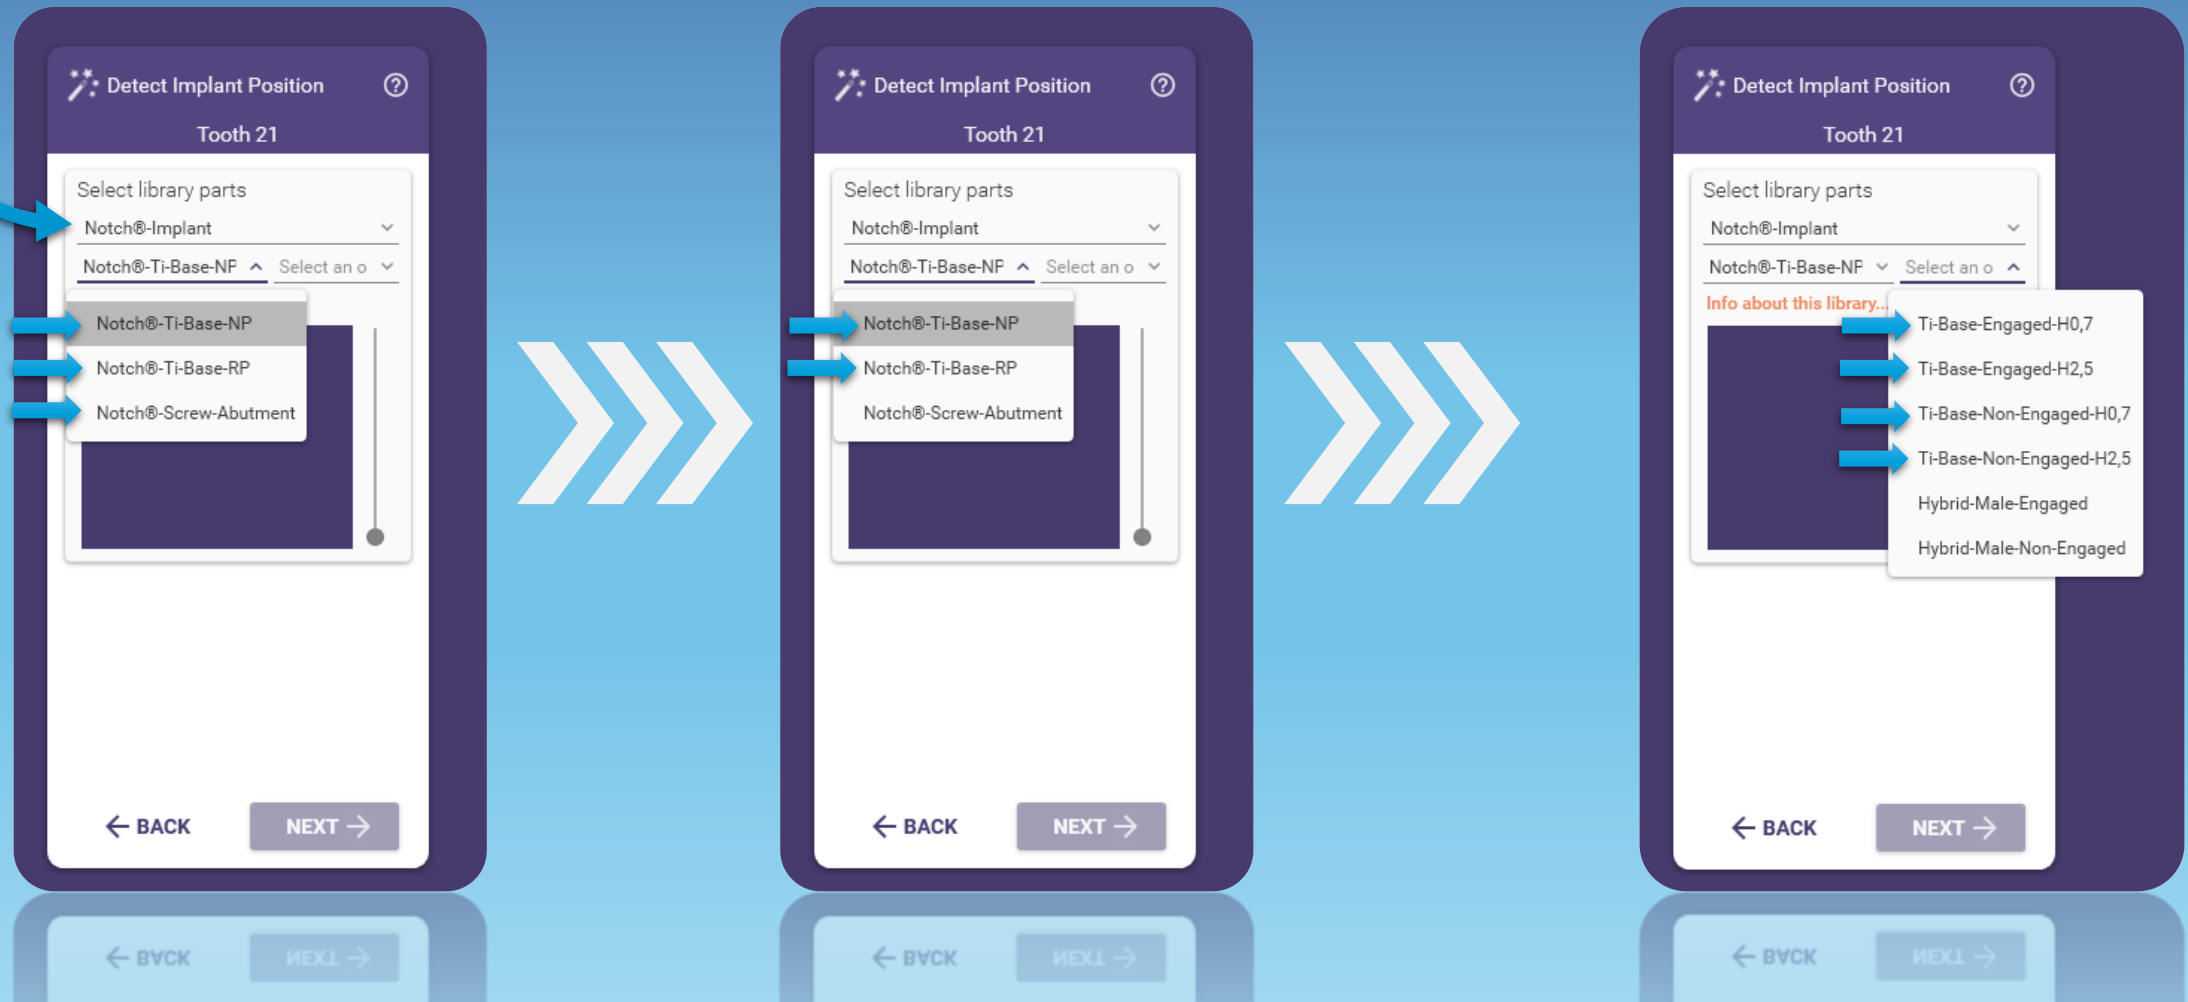 Detect Implant Position
Tooth 21
Select library parts
Notch®-Implant
Notch®-Ti-Base-NP Select an o
Notch®-Ti-Base-NP
Notch®-Ti-Base-RP
Notch®-Screw-Abutment
BACK NEXT
Detect Implant Position
Tooth 21
Select library parts
Notch®-Implant
Notch®-Ti-Base-NP Select an o
Notch®-Ti-Base-NP
Notch®-Ti-Base-RP
Notch®-Screw-Abutment
BACK NEXT
Detect Implant Position
Tooth 21
Select library parts
Notch®-Implant
Notch®-Ti-Base-NP Select an o
Info about this library...
Ti-Base-Engaged-H0,7
Ti-Base-Engaged-H2,5
Ti-Base-Non-Engaged-H0,7
Ti-Base-Non-Engaged-H2,5
Hybrid-Male-Engaged
Hybrid-Male-Non-Engaged
BACK NEXT